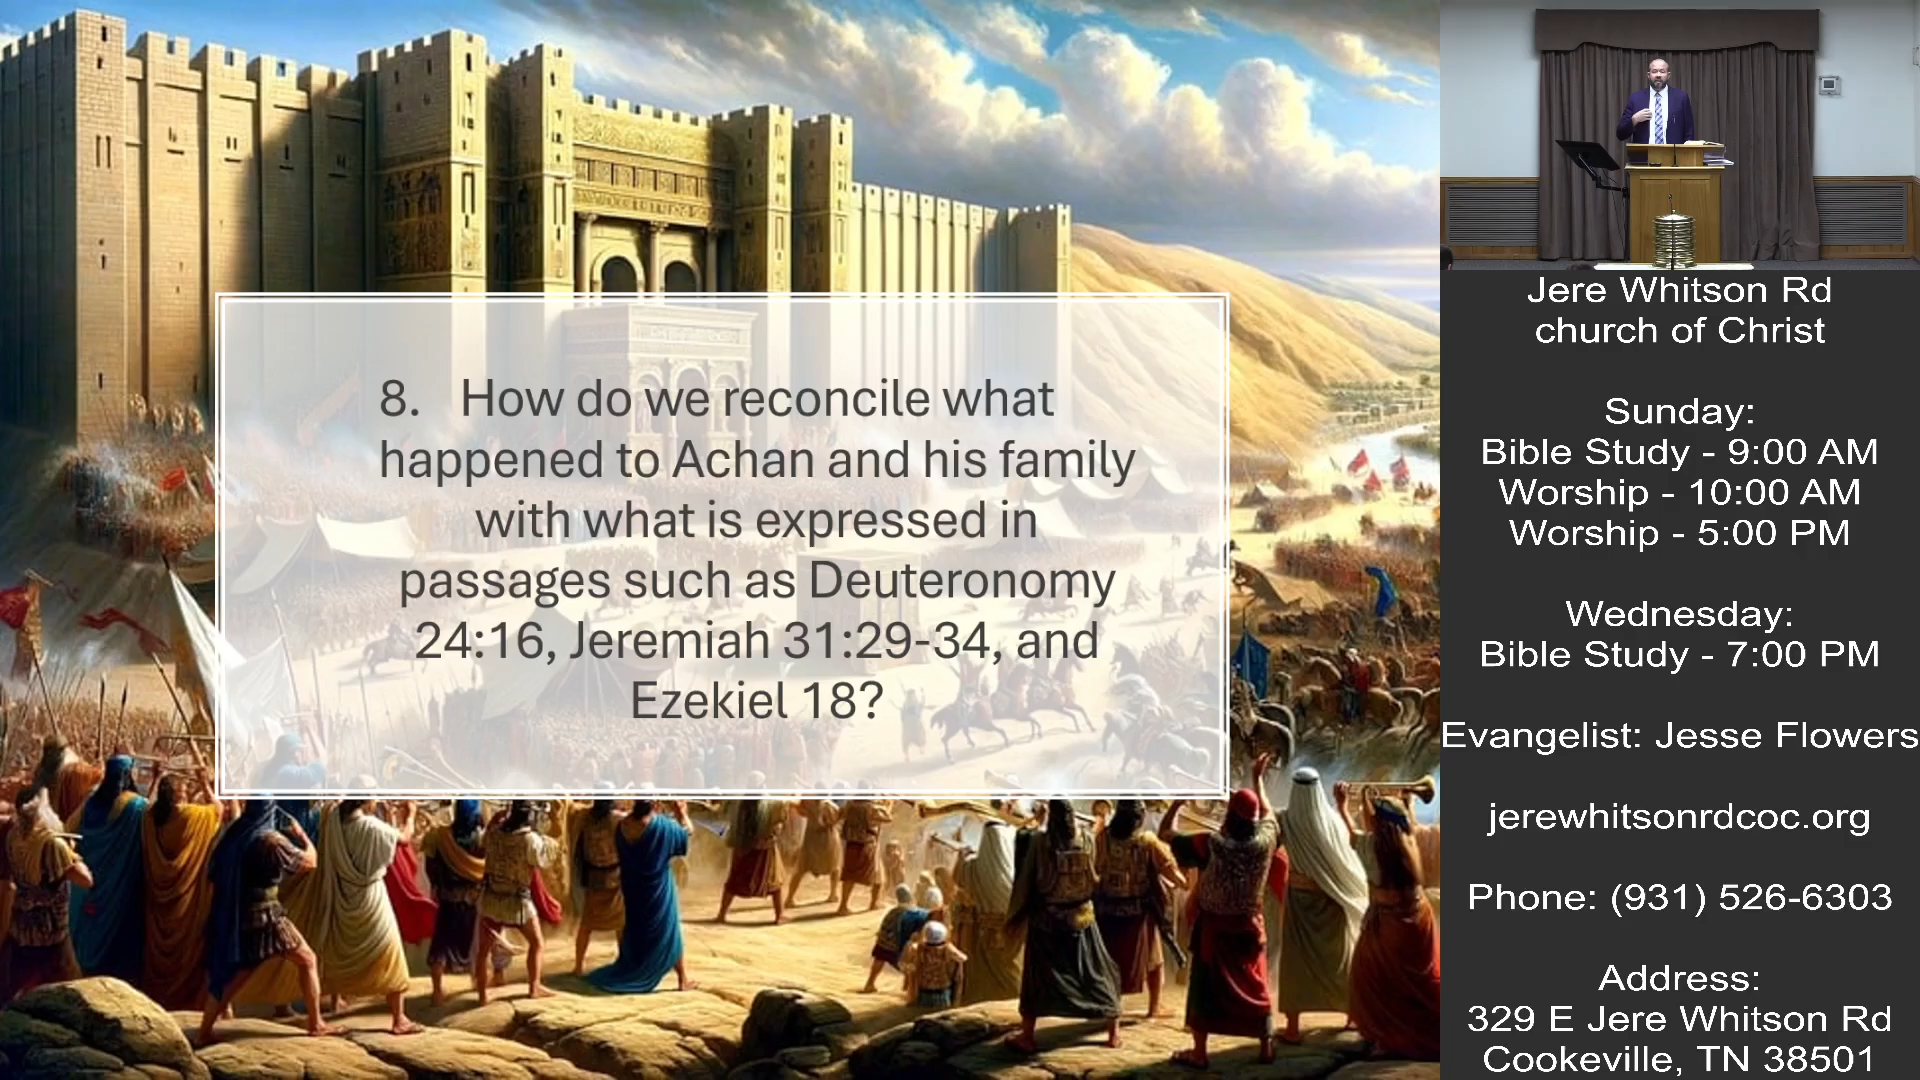 8. How do we reconcile what
happened to Achan and his family
with what is expressed in
passages such as Deuteronomy
24:16, Jeremiah 31:29-34, and
Ezekiel 18?
Jere Whitson Rd
church of Christ
Sunday:
Bible Study - 9:00 AM
Worship - 10:00 AM
Worship - 5:00 PM
Wednesday:
Bible Study - 7:00 PM
Evangelist: Jesse Flowers
jerewhitsonrdcoc.org
Phone: (931) 526-6303
Address:
329 E Jere Whitson Rd
Cookeville, TN 38501